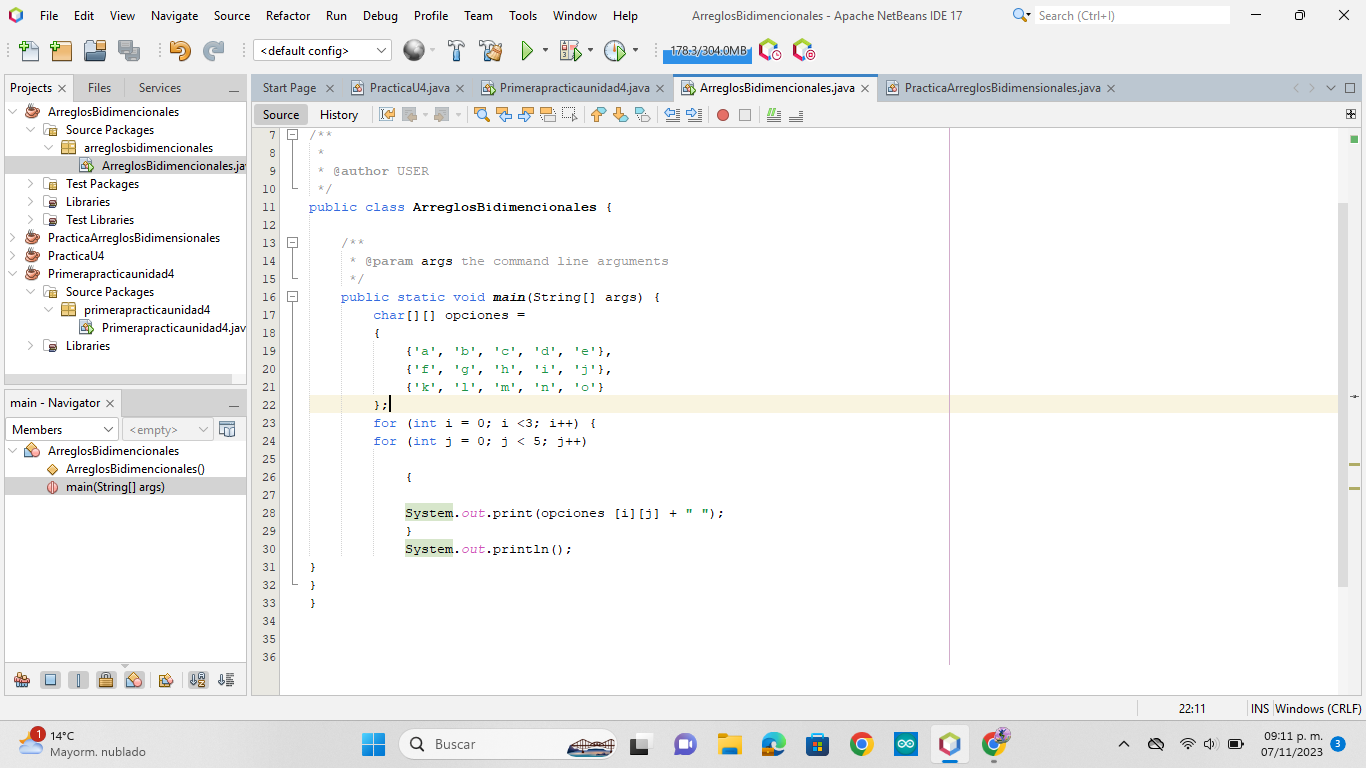 File Edit View Navigate Source Refactor Run Debug Profile Team Tools Window Help ArreglosBidimencionales - Apache NetBeans IDE 17 Search (Ctrl+I)
<default config> 178.3/304.0MB
Projects Files Services
Start Page PracticaU4.java Primerapracticaunidad4.java ArreglosBidimencionales.java PracticaArreglosBidimensionales.java
Source History
ArreglosBidimencionales
Source Packages
arreglosbidimencionales
ArreglosBidimencionales.jav
Test Packages
Libraries
Test Libraries
PracticaArreglosBidimensionales
PracticaU4
Primerapracticaunidad4
Source Packages
primerapracticaunidad4
Primerapracticaunidad4.jav
Libraries
main - Navigator
Members <empty>
ArreglosBidimencionales
ArreglosBidimencionales()
main(String[] args)
7 /**
8 *
9 * @author USER
10 */
11 public class ArreglosBidimencionales {
12
13 /**
14 * @param args the command line arguments
15 */
16 public static void main(String[] args) {
17 char[][] opciones =
18 {
19 {'a', 'b', 'c', 'd', 'e'},
20 {'f', 'g', 'h', 'i', 'j'},
21 {'k', 'l', 'm', 'n', 'o'}
22 };
23 for (int i = 0; i <3; i++) {
24 for (int j = 0; j < 5; j++)
25
26 {
27
28 System.out.print(opciones [i][j] + " ");
29 }
30 System.out.println();
31 }
32 }
33 }
34
35
36
22:11 INS Windows (CRLF)
1 14°C
Mayorm. nublado
Buscar
09:11 p. m.
07/11/2023 3